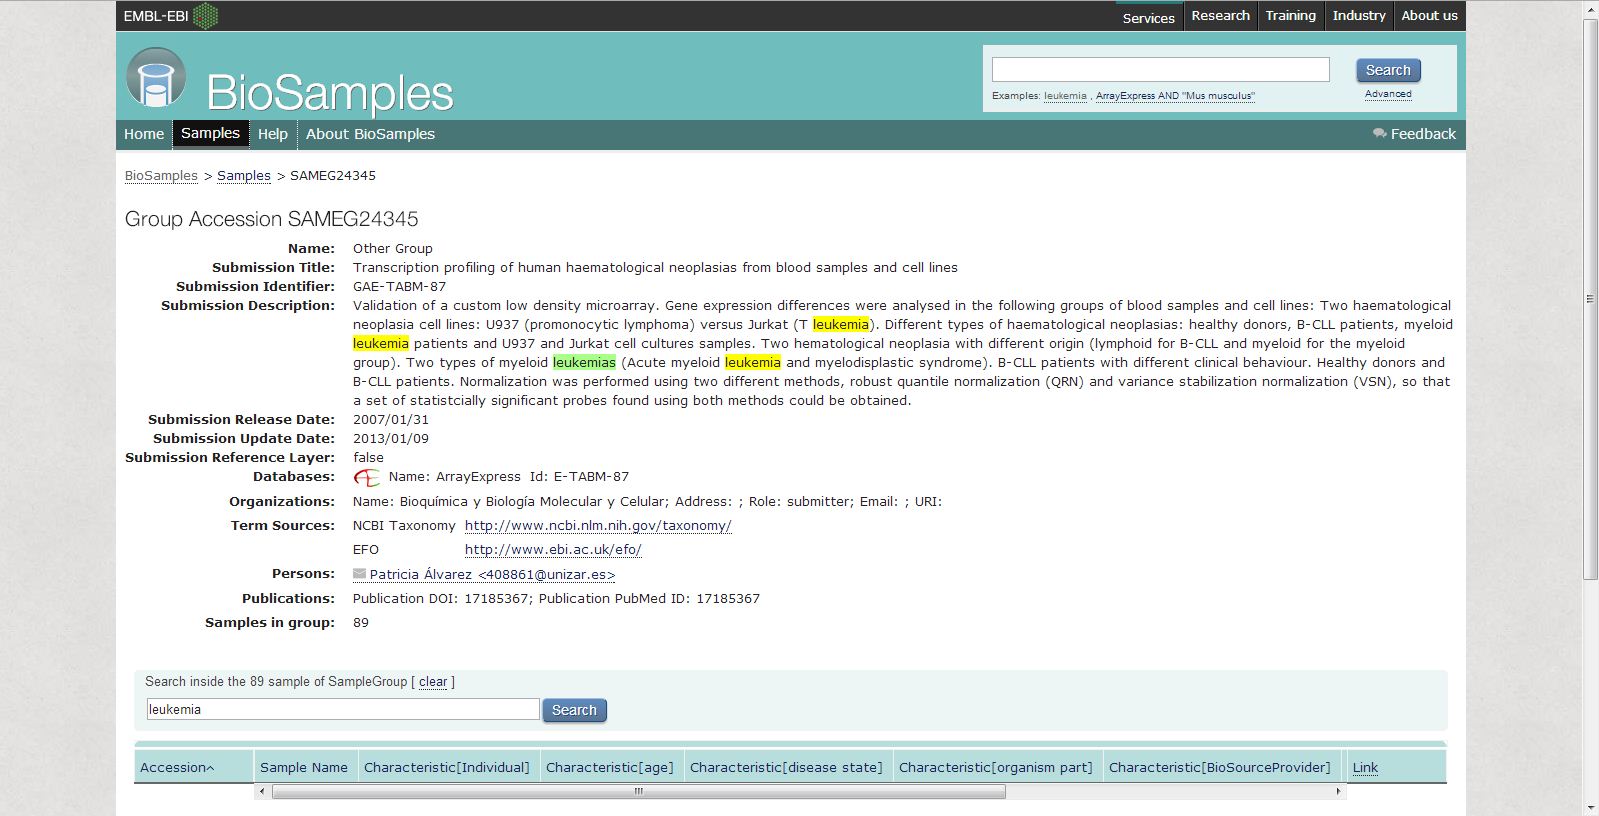 EMBL-EBI
Services Research Training Industry About us
BioSamples
Search
Examples: leukemia , ArrayExpress AND "Mus musculus" Advanced
Home Samples Help About BioSamples Feedback
BioSamples > Samples > SAMEG24345
Group Accession SAMEG24345
Name: Other Group
Submission Title: Transcription profiling of human haematological neoplasias from blood samples and cell lines
Submission Identifier: GAE-TABM-87
Submission Description: Validation of a custom low density microarray. Gene expression differences were analysed in the following groups of blood samples and cell lines: Two haematological
neoplasia cell lines: U937 (promonocytic lymphoma) versus Jurkat (T leukemia). Different types of haematological neoplasias: healthy donors, B-CLL patients, myeloid
leukemia patients and U937 and Jurkat cell cultures samples. Two hematological neoplasia with different origin (lymphoid for B-CLL and myeloid for the myeloid
group). Two types of myeloid leukemias (Acute myeloid leukemia and myelodisplastic syndrome). B-CLL patients with different clinical behaviour. Healthy donors and
B-CLL patients. Normalization was performed using two different methods, robust quantile normalization (QRN) and variance stabilization normalization (VSN), so that
a set of statistcially significant probes found using both methods could be obtained.
Submission Release Date: 2007/01/31
Submission Update Date: 2013/01/09
Submission Reference Layer: false
Databases: Name: ArrayExpress Id: E-TABM-87
Organizations: Name: Bioquímica y Biología Molecular y Celular; Address: ; Role: submitter; Email: ; URI:
Term Sources: NCBI Taxonomy http://www.ncbi.nlm.nih.gov/taxonomy/
EFO http://www.ebi.ac.uk/efo/
Persons: Patricia Álvarez <408861@unizar.es>
Publications: Publication DOI: 17185367; Publication PubMed ID: 17185367
Samples in group: 89
Search inside the 89 sample of SampleGroup [ clear ]
leukemia Search
Accession Sample Name Characteristic[Individual] Characteristic[age] Characteristic[disease state] Characteristic[organism part] Characteristic[BioSourceProvider] Link